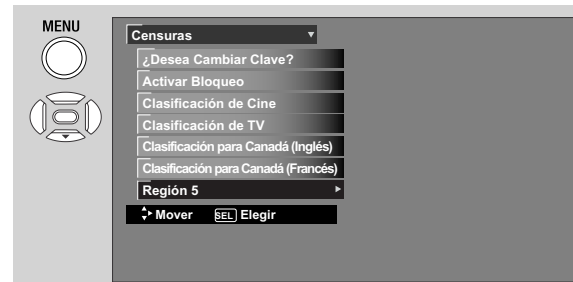 MENU
Censuras
¿Desea Cambiar Clave?
Activar Bloqueo
Clasificación de Cine
Clasificación de TV
Clasificación para Canadá (Inglés)
Clasificación para Canadá (Francés)
Región 5
Mover SEL Elegir